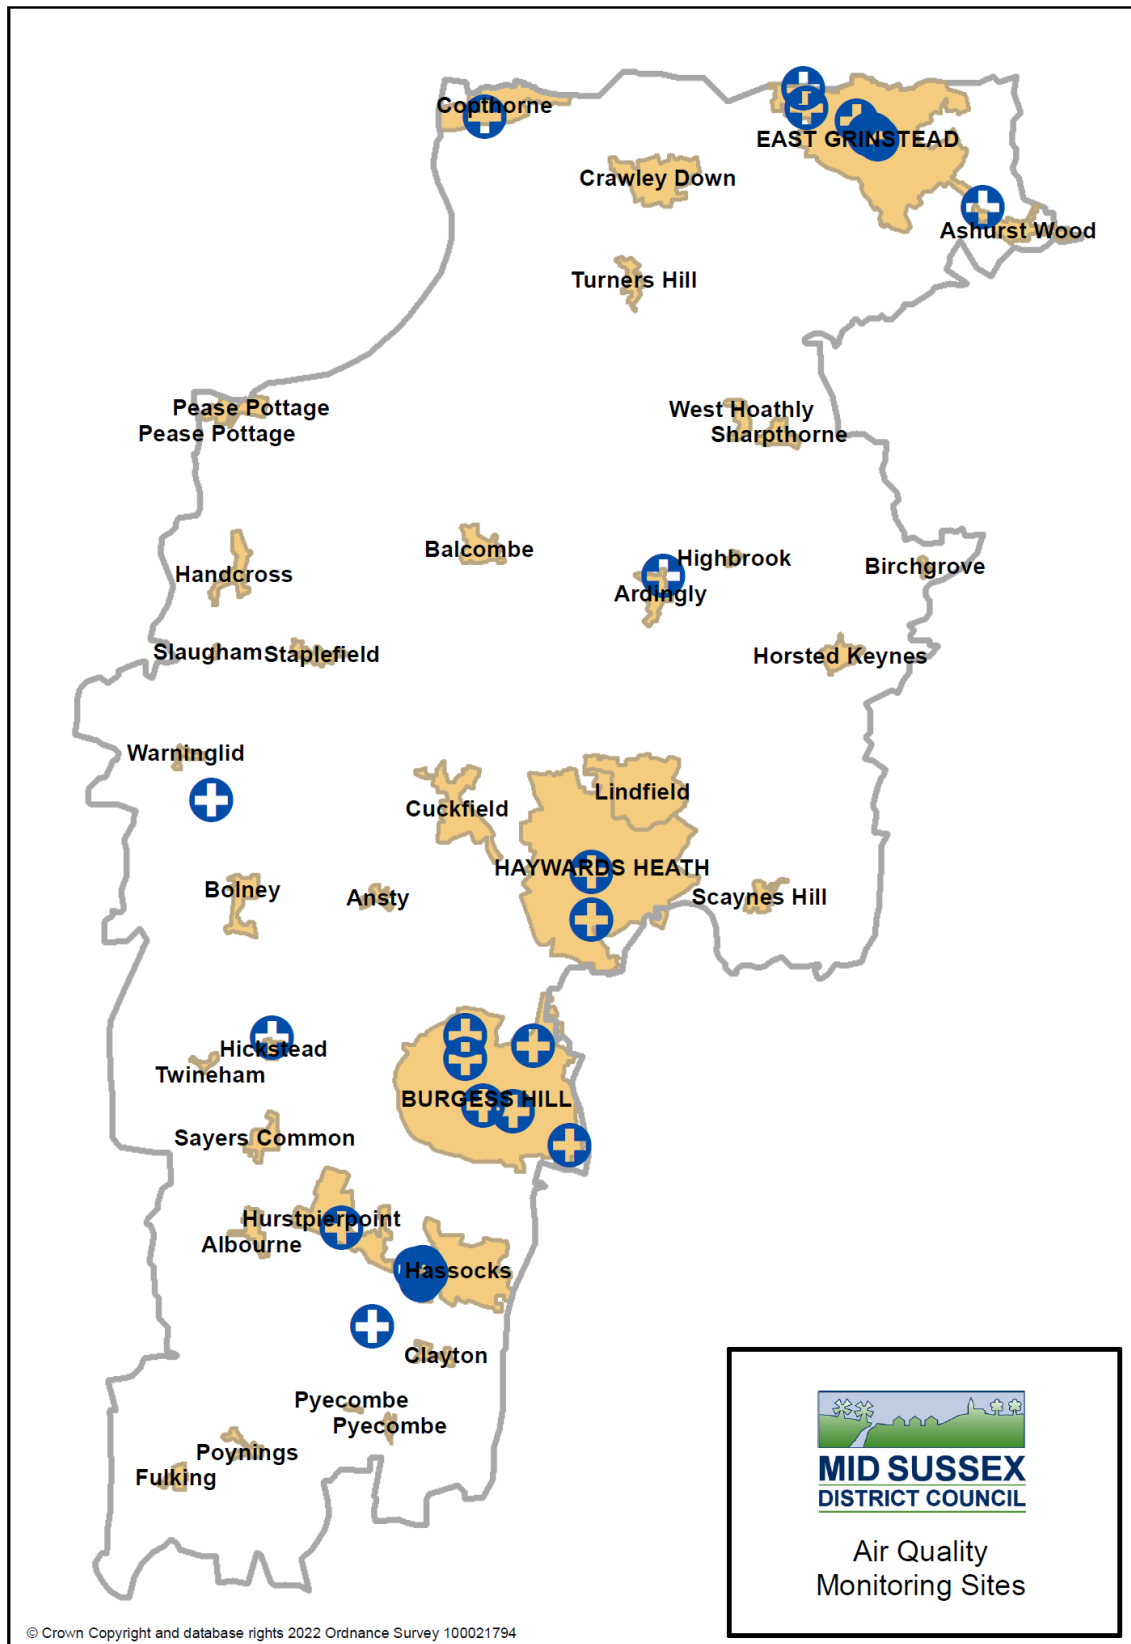 Copthorne
EAST GRINSTEAD
Crawley Down
Ashurst Wood
Turners Hill
Pease Pottage
Pease Pottage
West Hoathly
Sharpthorne
Balcombe
Highbrook
Birchgrove
Handcross
Ardingly
Slaugham
Staplefield
Horsted Keynes
Warninglid
Lindfield
Cuckfield
HAYWARDS HEATH
Bolney
Ansty
Scaynes Hill
Hickstead
Twineham
BURGESS HILL
Sayers Common
Hurstpierpoint
Albourne
Hassocks
Clayton
Pyecombe
Pyecombe
Poynings
Fulking
MID SUSSEX
DISTRICT COUNCIL
Air Quality
Monitoring Sites
© Crown Copyright and database rights 2022 Ordnance Survey 100021794